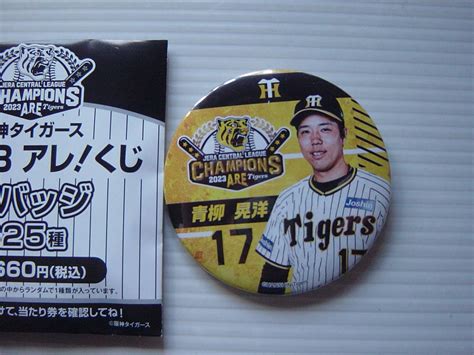 JERA CENTRAL LEAGUE
CHAMPIONS
2023 ARE Tigers
神タイガース
3 アレ!くじ
バッジ
25種
660円(税込)
の中からランダムで1種類が入っています。
けて、当たり券を確認してね!
©阪神タイガース
HT
JERA CENTRAL LEAGUE
CHAMPIONS
2023 ARE Tigers
青柳 晃洋
17
HT
Joshin
Tigers
17